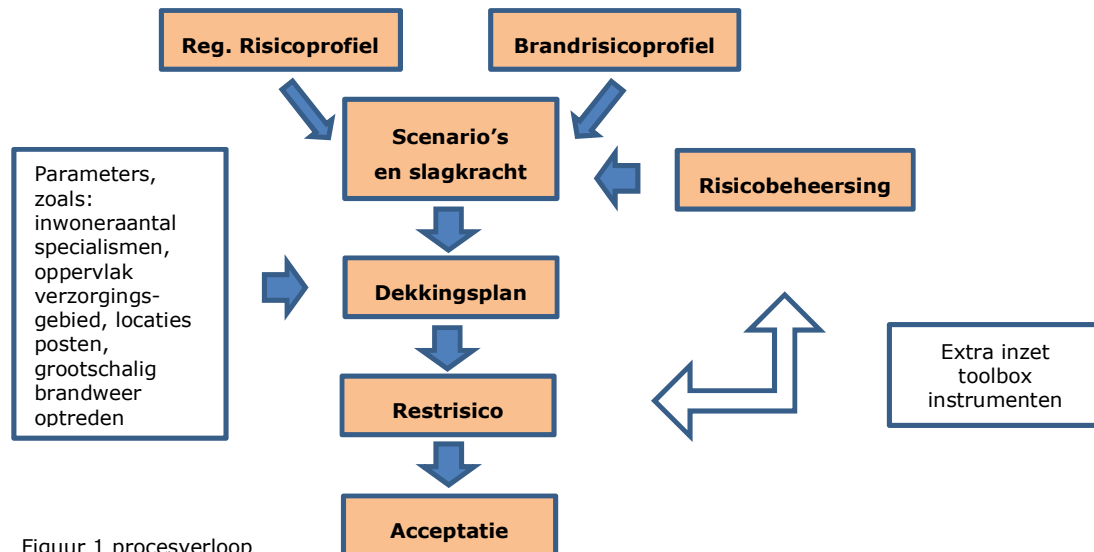 Reg. Risicoprofiel
Brandrisicoprofiel
Scenario's
en slagkracht
Risicobeheersing
Parameters,
zoals:
inwoneraantal
specialismen,
oppervlak
verzorgings-
gebied, locaties
posten,
grootschalig
brandweer
optreden
Dekkingsplan
Extra inzet
toolbox
instrumenten
Restrisico
Acceptatie
Figuur 1 procesverloop